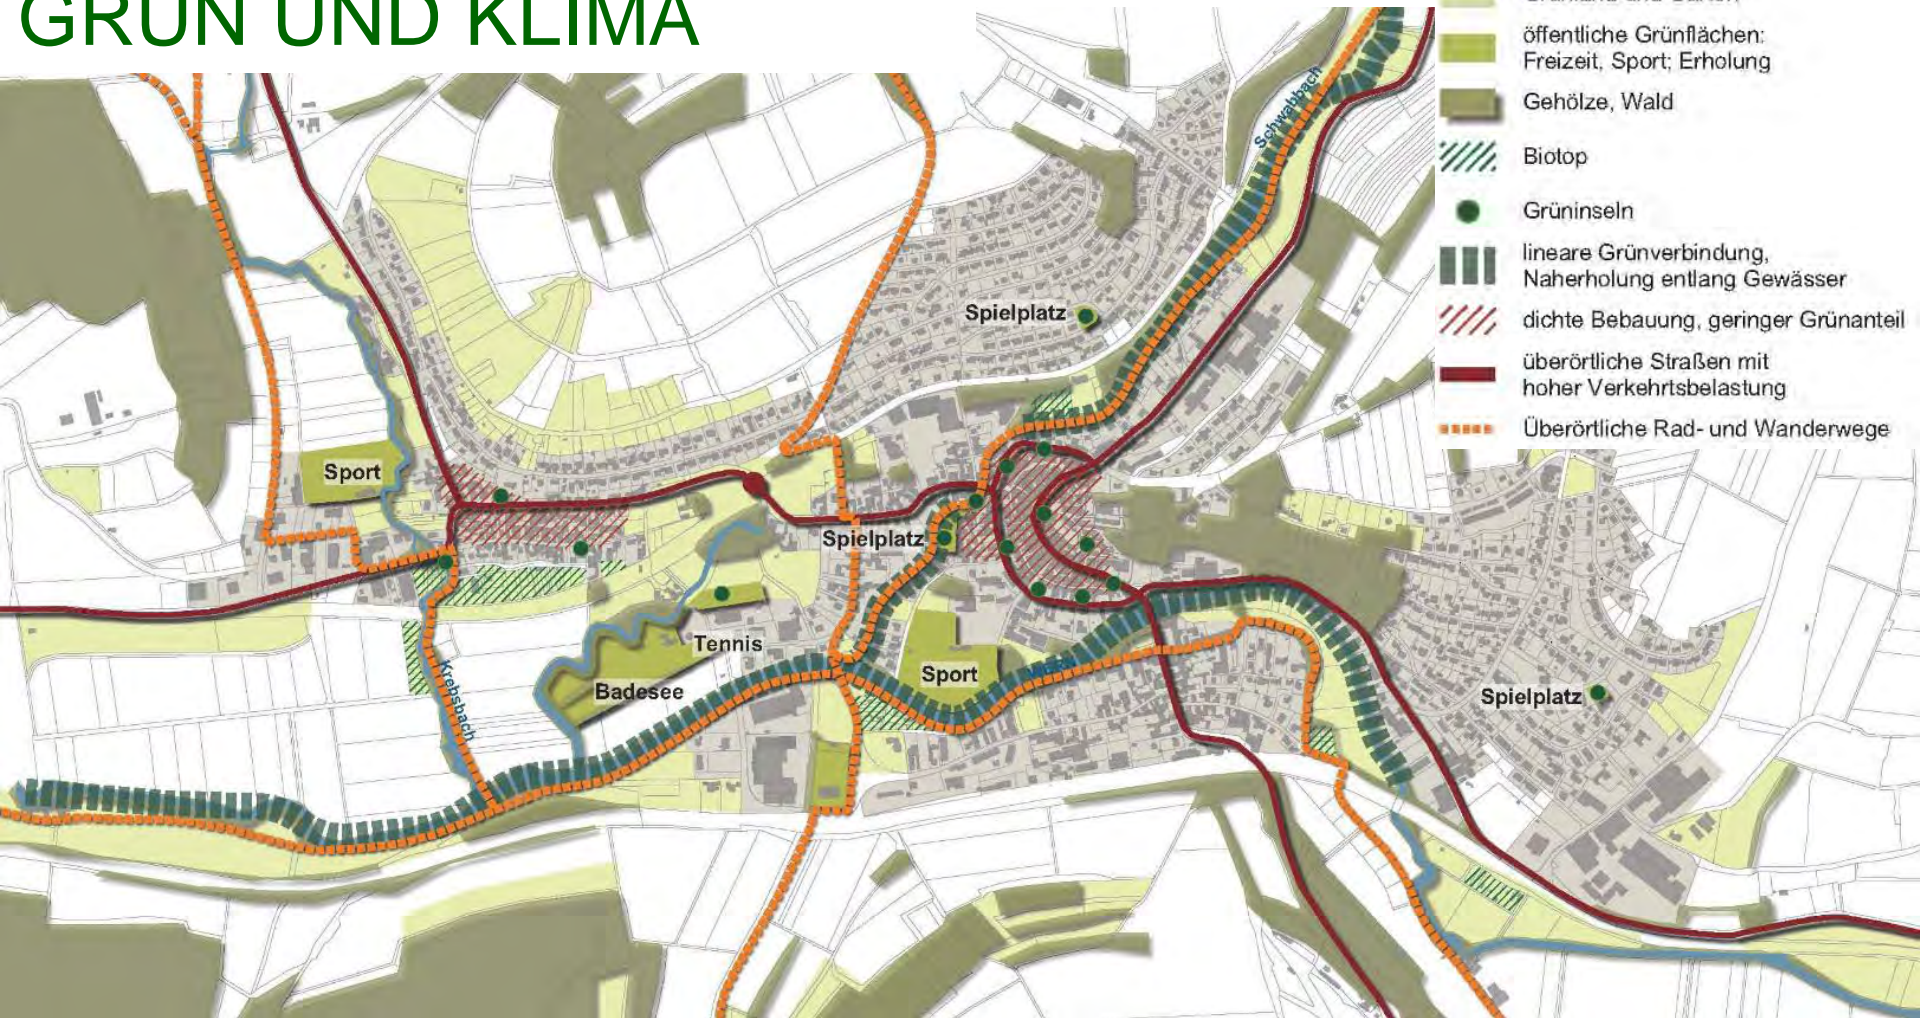 GRÜN UND KLIMA
öffentliche Grünflächen:
Freizeit, Sport; Erholung
Gehölze, Wald
Biotop
Grüninseln
lineare Grünverbindung,
Naherholung entlang Gewässer
dichte Bebauung, geringer Grünanteil
überörtliche Straßen mit
hoher Verkehrtsbelastung
Überörtliche Rad- und Wanderwege
Schwabbach
Spielplatz
Sport
Spielplatz
Tennis
Badesee
Sport
Krebsbach
Spielplatz